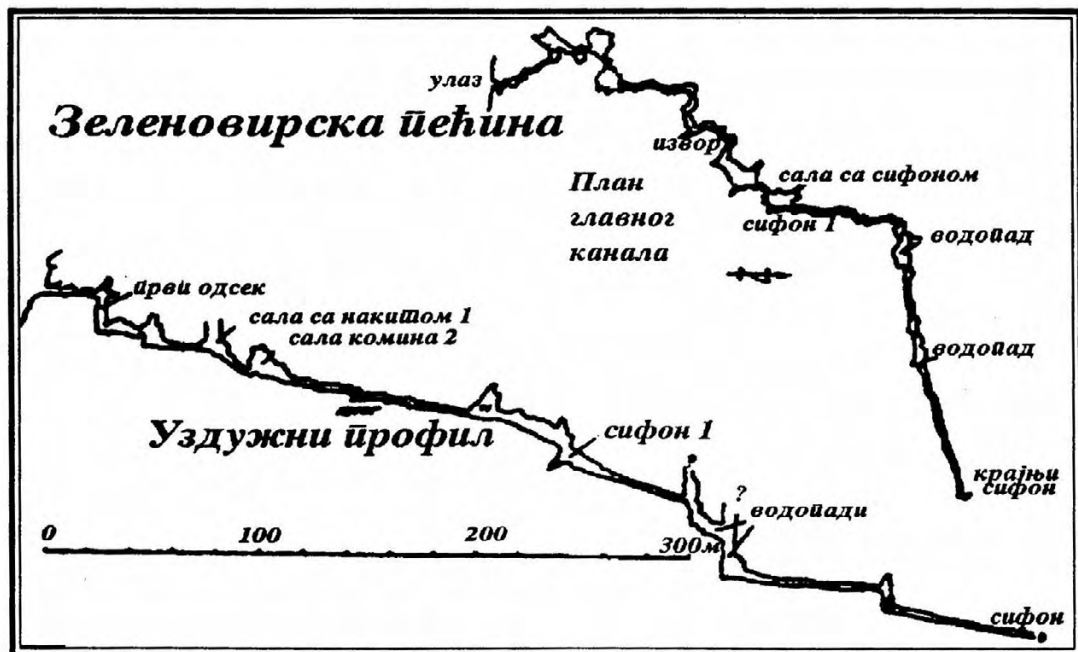 улаз
Зеленовирска пећина
извор
сала са сифоном
План
главног
канала
сифон 1
водопад
први одсек
сала са накитом 1
сала комина 2
водопад
Уздужни профил
сифон 1
крајњи
сифон
?
водопади
0 100 200 300м
сифон